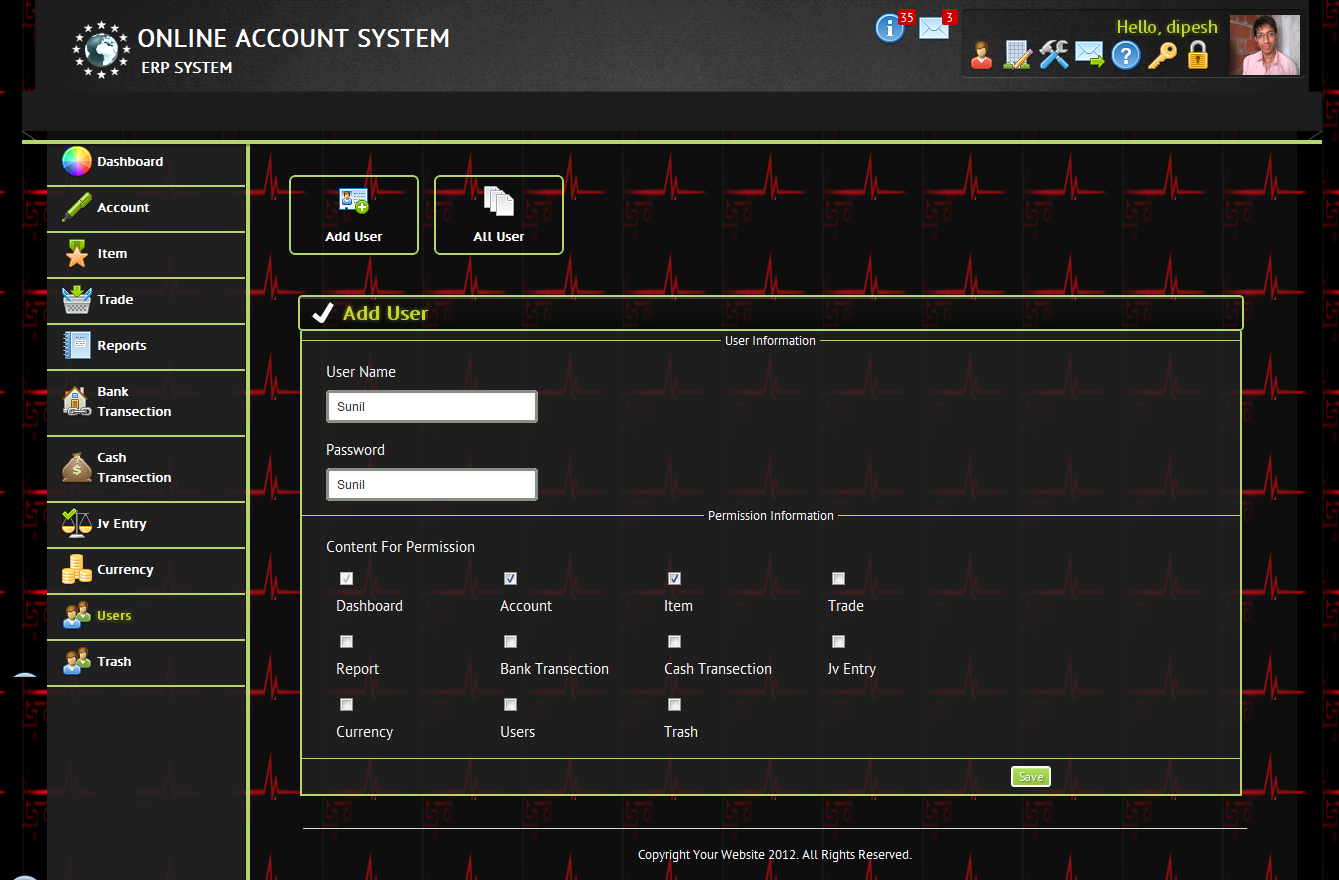 ONLINE ACCOUNT SYSTEM
ERP SYSTEM
35
3
Hello, dipesh
Dashboard
Account
Item
Trade
Reports
Bank
Transection
Cash
Transection
Jv Entry
Currency
Users
Trash
Add User
All User
Add User
User Information
User Name
Sunil
Password
Sunil
Permission Information
Content For Permission
Dashboard
Account
Item
Trade
Report
Bank Transection
Cash Transection
Jv Entry
Currency
Users
Trash
Save
Copyright Your Website 2012. All Rights Reserved.